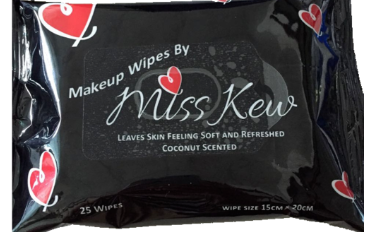 Makeup Wipes By
Miss Kew
Leaves Skin Feeling Soft and Refreshed
Coconut Scented
25 Wipes
Wipe Size 15cm × 20cm